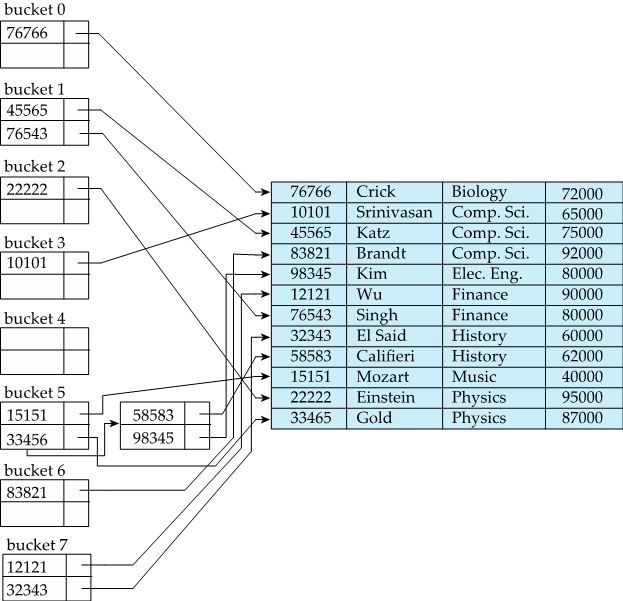 bucket 0
76766
bucket 1
45565
76543
bucket 2
22222
bucket 3
10101
bucket 4
bucket 5
15151
33456
58583
98345
bucket 6
83821
bucket 7
12121
32343
76766 Crick Biology 72000
10101 Srinivasan Comp. Sci. 65000
45565 Katz Comp. Sci. 75000
83821 Brandt Comp. Sci. 92000
98345 Kim Elec. Eng. 80000
12121 Wu Finance 90000
76543 Singh Finance 80000
32343 El Said History 60000
58583 Califieri History 62000
15151 Mozart Music 40000
22222 Einstein Physics 95000
33465 Gold Physics 87000